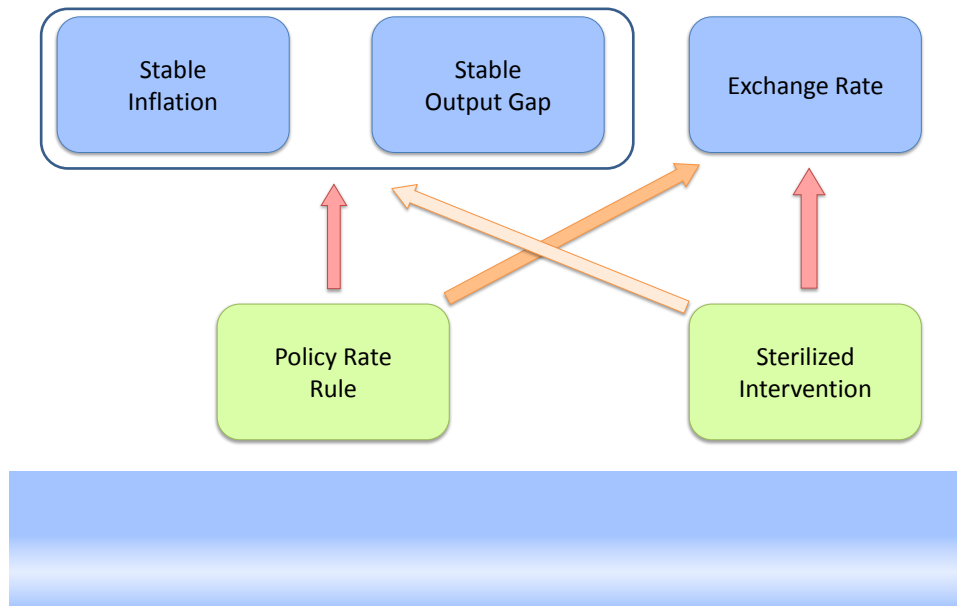 Stable
Inflation
Stable
Output Gap
Exchange Rate
Policy Rate
Rule
Sterilized
Intervention